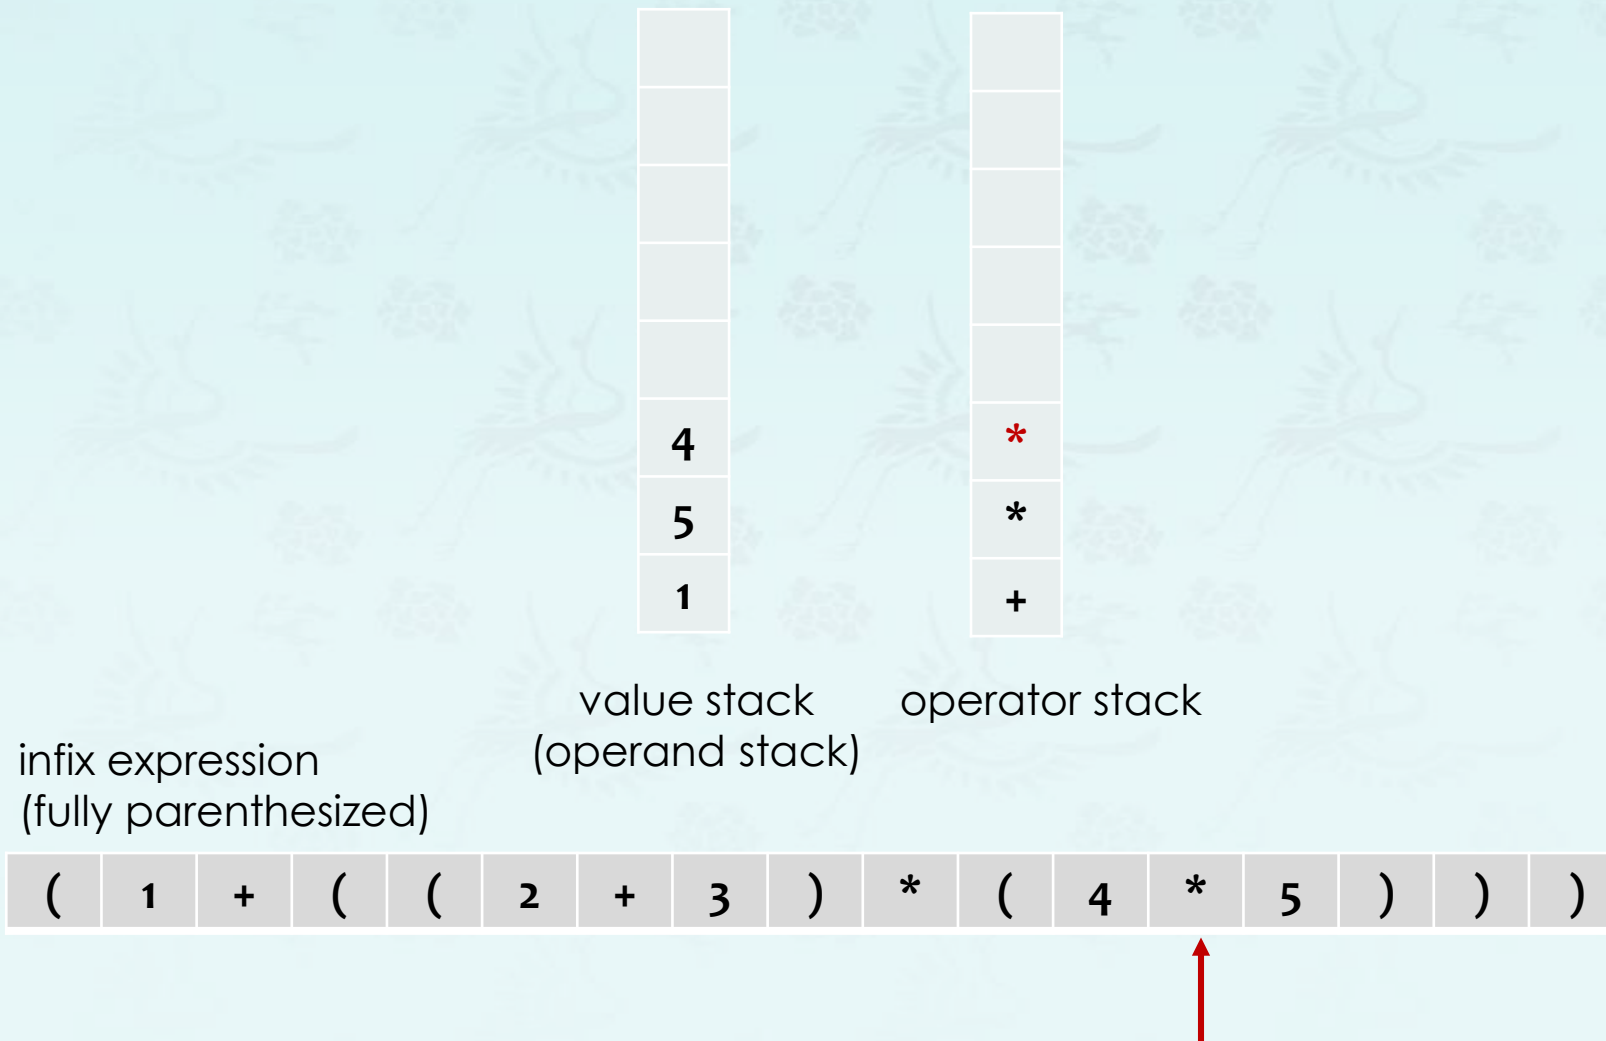 4 *
5 *
1 +
value stack operator stack
(operand stack)
infix expression
(fully parenthesized)
( 1 + ( ( 2 + 3 ) * ( 4 * 5 ) ) )